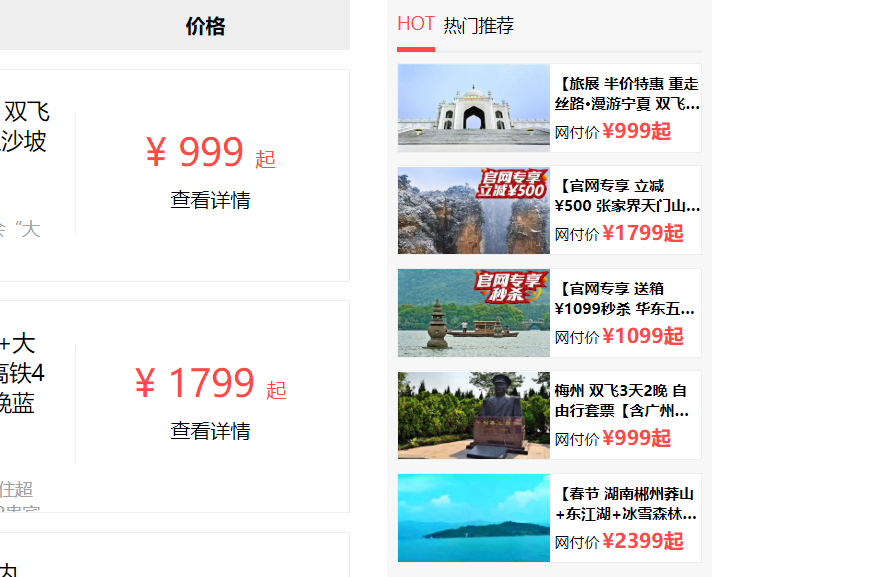 价格
双飞
沙坡
¥ 999 起
查看详情
“大
+大
高铁4
晚蓝
¥ 1799 起
查看详情
住超
内
HOT 热门推荐
【旅展 半价特惠 重走
丝路•漫游宁夏 双飞...
网付价 ¥999起
官网专享
立减¥500
【官网专享 立减
¥500 张家界天门山...
网付价 ¥1799起
官网专享
秒杀
【官网专享 送箱
¥1099秒杀 华东五...
网付价 ¥1099起
梅州 双飞3天2晚 自
由行套票【含广州...
网付价 ¥999起
【春节 湖南郴州莽山
+东江湖+冰雪森林...
网付价 ¥2399起